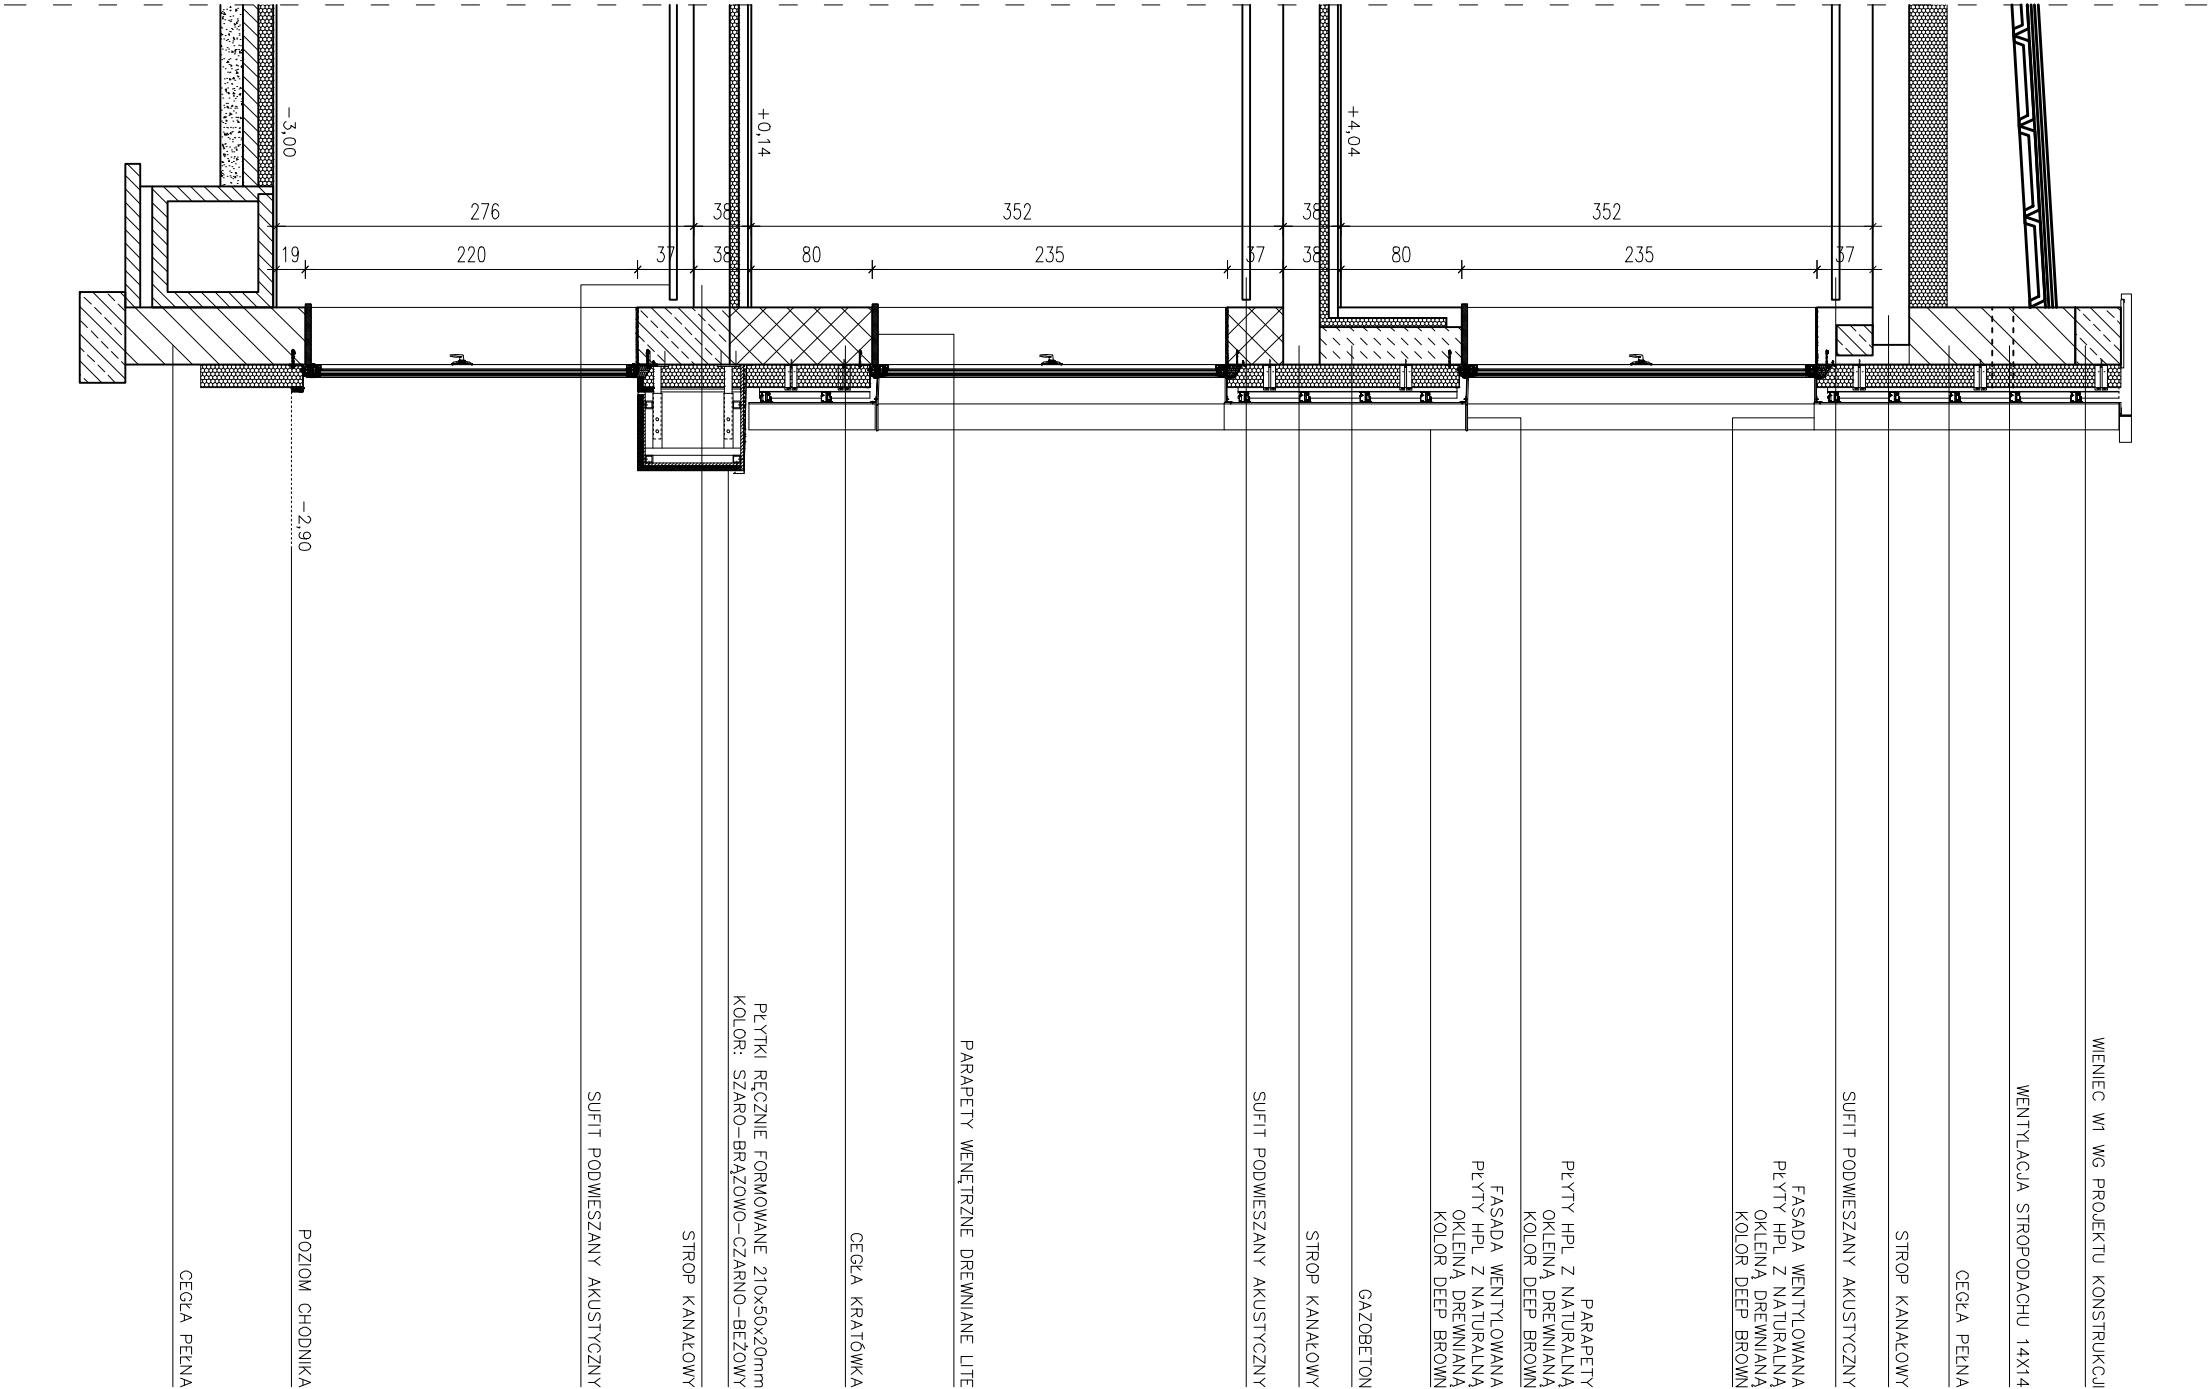 -3,00
+0,14
+4,04
276
38
352
38
352
19
220
37
38
80
235
37
38
80
235
37
-2,90
WIENIEC W1 WG PROJEKTU KONSTRUKCJI
WENTYLACJA STROPODACHU 14X14
CEGŁA PEŁNA
STROP KANAŁOWY
SUFIT PODWIESZANY AKUSTYCZNY
FASADA WENTYLOWANA
PŁYTY HPL Z NATURALNĄ
OKLEINĄ DREWNIANĄ
KOLOR DEEP BROWN
PARAPETY
PŁYTY HPL Z NATURALNĄ
OKLEINĄ DREWNIANĄ
KOLOR DEEP BROWN
FASADA WENTYLOWANA
PŁYTY HPL Z NATURALNĄ
OKLEINĄ DREWNIANĄ
KOLOR DEEP BROWN
GAZOBETON
STROP KANAŁOWY
SUFIT PODWIESZANY AKUSTYCZNY
PARAPETY WENĘTRZNE DREWNIANE LITE
CEGŁA KRATÓWKA
PŁYTKI RĘCZNIE FORMOWANE 210x50x20mm
KOLOR: SZARO-BRĄZOWO-CZARNO-BEŻOWY
STROP KANAŁOWY
SUFIT PODWIESZANY AKUSTYCZNY
POZIOM CHODNIKA
CEGŁA PEŁNA